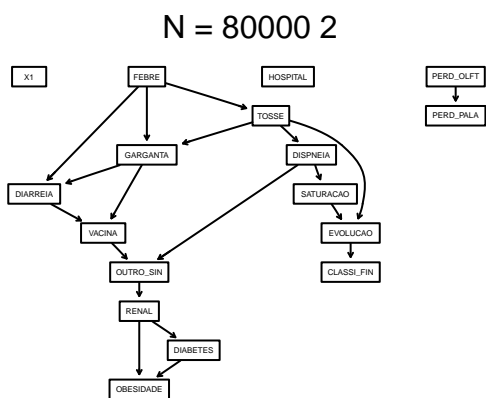 N = 80000 2
X1
FEBRE
HOSPITAL
PERD_OLFT
TOSSE
PERD_PALA
GARGANTA
DISPNEIA
DIARREIA
SATURACAO
VACINA
EVOLUCAO
OUTRO_SIN
CLASSI_FIN
RENAL
DIABETES
OBESIDADE